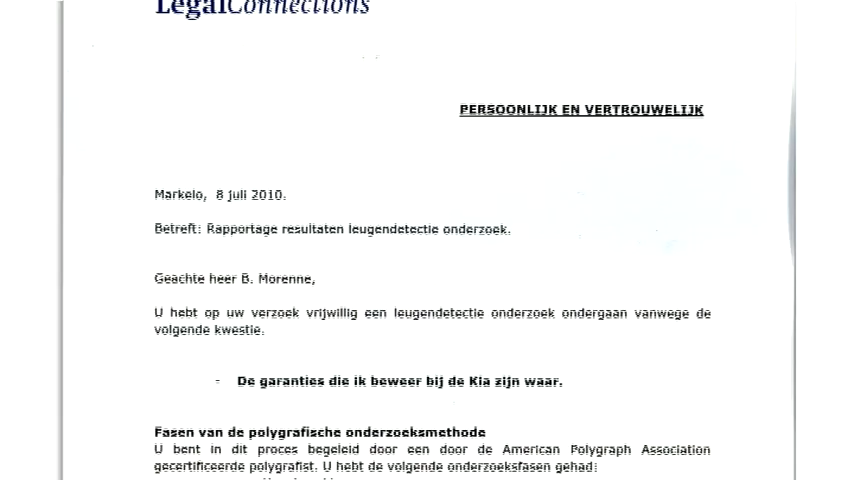 LegalConnections
PERSOONLIJK EN VERTROUWELIJK
Markelo, 8 juli 2010.
Betreft: Rapportage resultaten leugendetectie onderzoek.
Geachte heer B. Morenne,
U hebt op uw verzoek vrijwillig een leugendetectie onderzoek ondergaan vanwege de
volgende kwestie.
- De garanties die ik beweer bij de Kia zijn waar.
Fasen van de polygrafische onderzoeksmethode
U bent in dit proces begeleid door een door de American Polygraph Association
gecertificeerde polygrafist. U hebt de volgende onderzoeksfasen gehad: